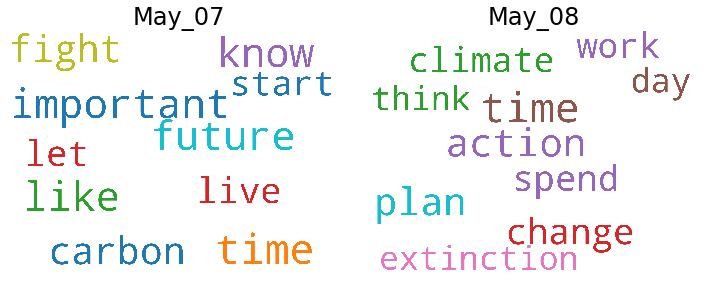 May_07
fight
know
start
important
future
let
live
like
carbon
time
May_08
work
climate
day
think
time
action
spend
plan
change
extinction